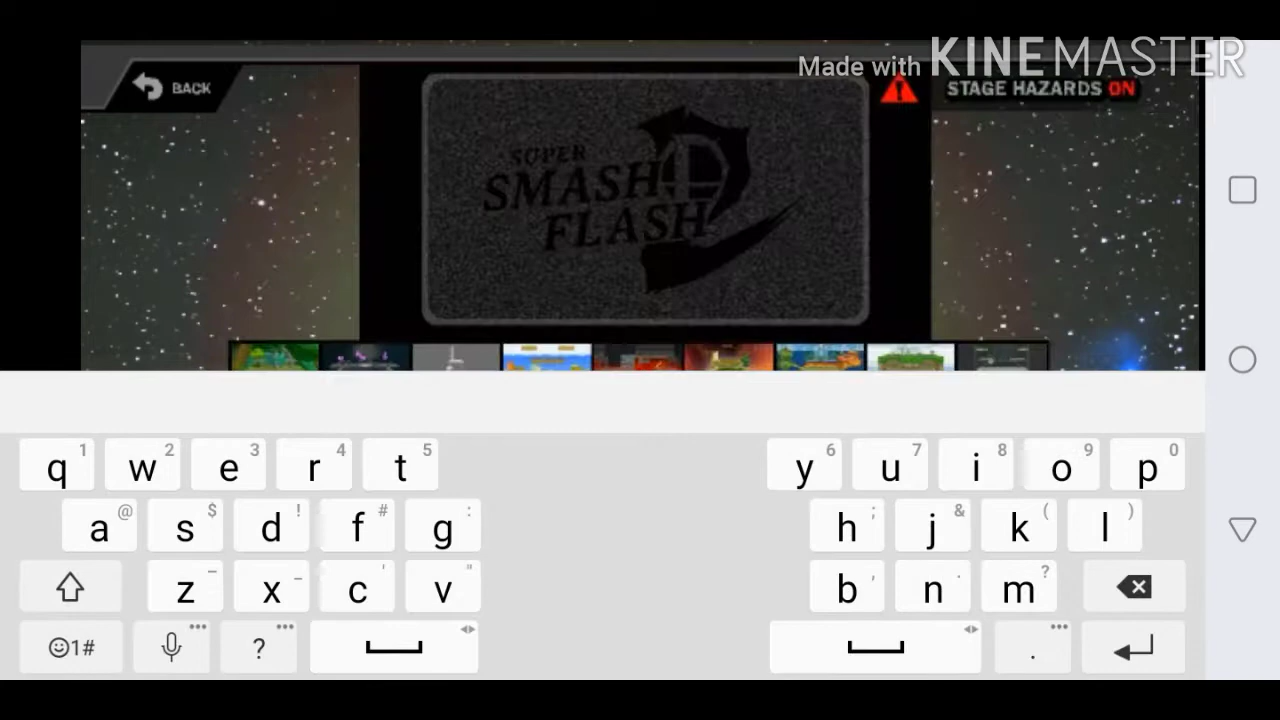 Made with KINEMASTER
BACK
STAGE HAZARDS ON
SUPER
SMASH
FLASH
q 1 w 2 e 3 r 4 t 5 y 6 u 7 i 8 o 9 p 0
a @ s $ d ! f # g : h ; j & k ( l )
z - x _ c ' v " b , n . m ?
1# ? .